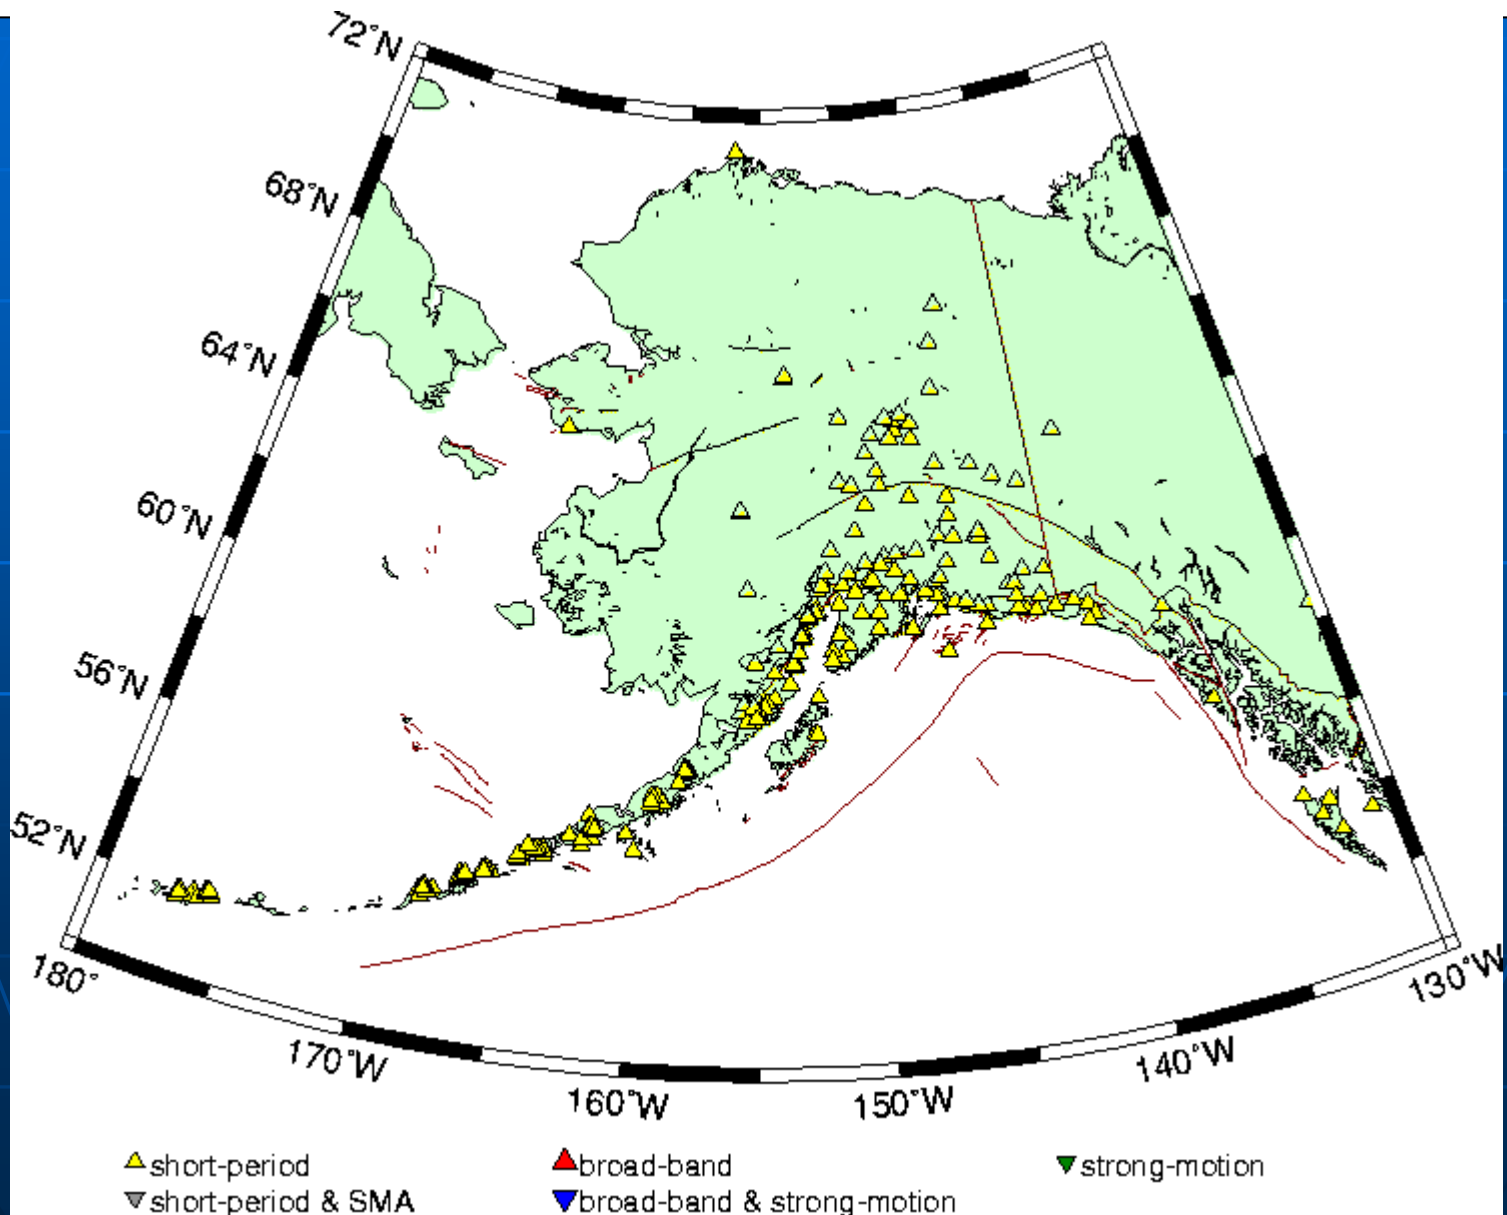 72°N
68°N
64°N
60°N
56°N
52°N
180°
170°W
160°W
150°W
140°W
130°W
short-period
broad-band
strong-motion
short-period & SMA
broad-band & strong-motion